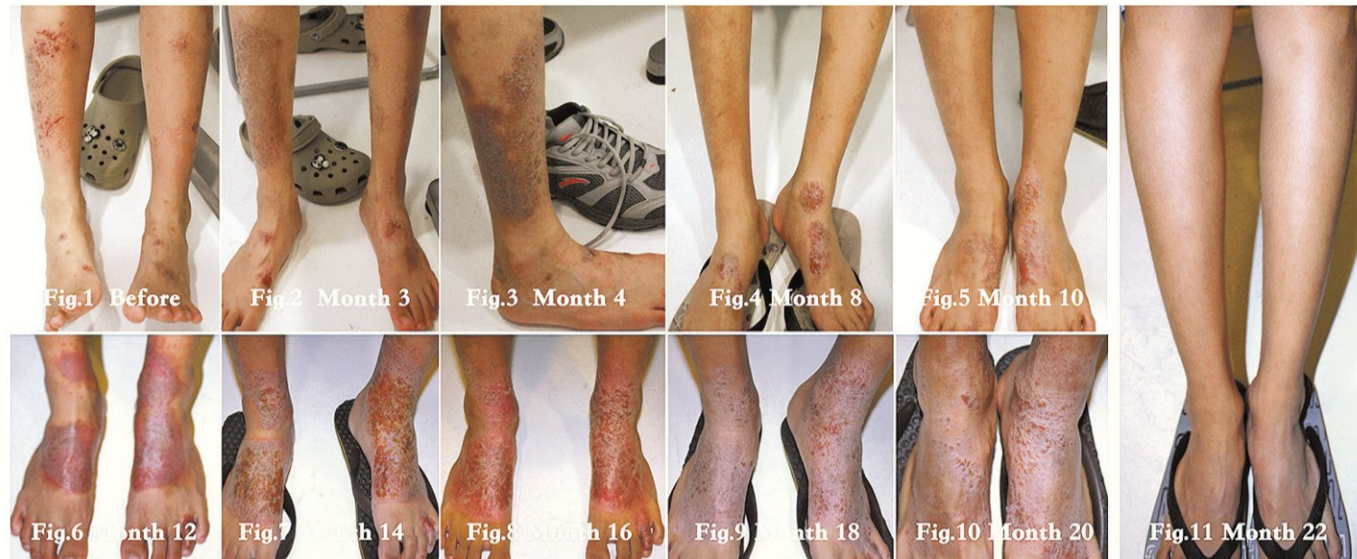 Fig.1 Before
Fig.2 Month 3
Fig.3 Month 4
Fig.4 Month 8
Fig.5 Month 10
Fig.6 Month 12
Fig.7 Month 14
Fig.8 Month 16
Fig.9 Month 18
Fig.10 Month 20
Fig.11 Month 22